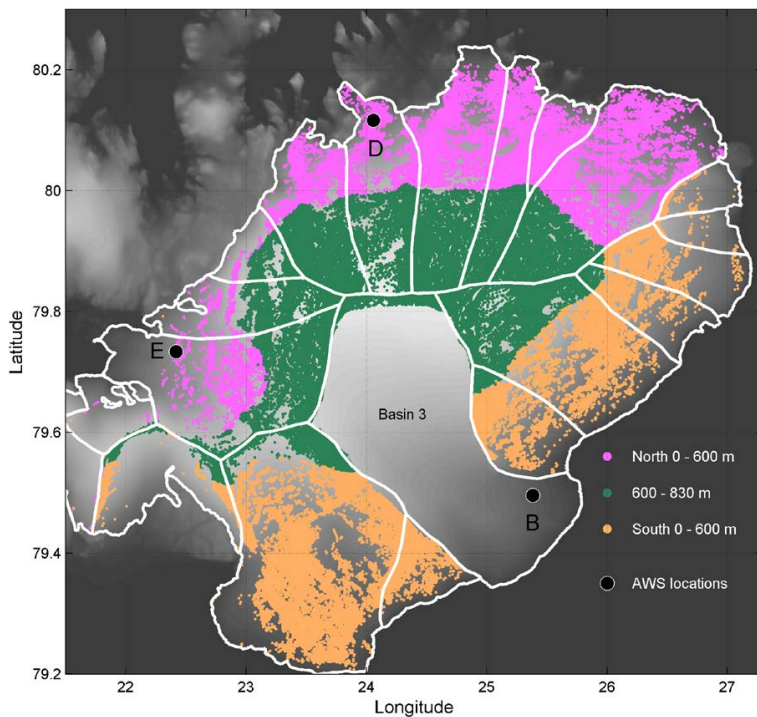 80.2
80
79.8
79.6
79.4
79.2
Latitude
D
E
Basin 3
B
North 0 - 600 m
600 - 830 m
South 0 - 600 m
AWS locations
22
23
24
25
26
27
Longitude